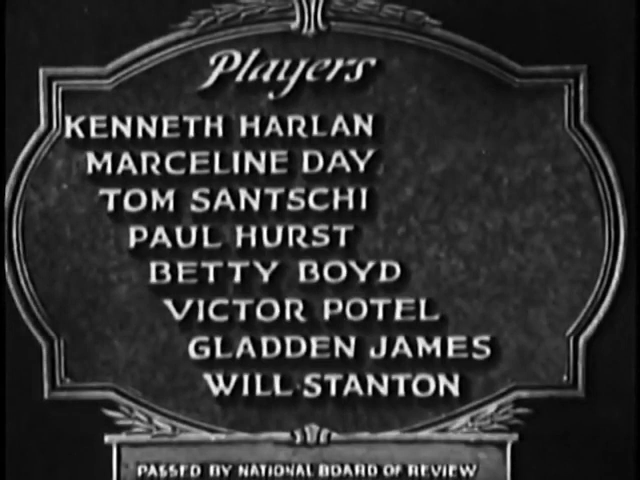 Players
KENNETH HARLAN
MARCELINE DAY
TOM SANTSCHI
PAUL HURST
BETTY BOYD
VICTOR POTEL
GLADDEN JAMES
WILL STANTON
PASSED BY NATIONAL BOARD OF REVIEW